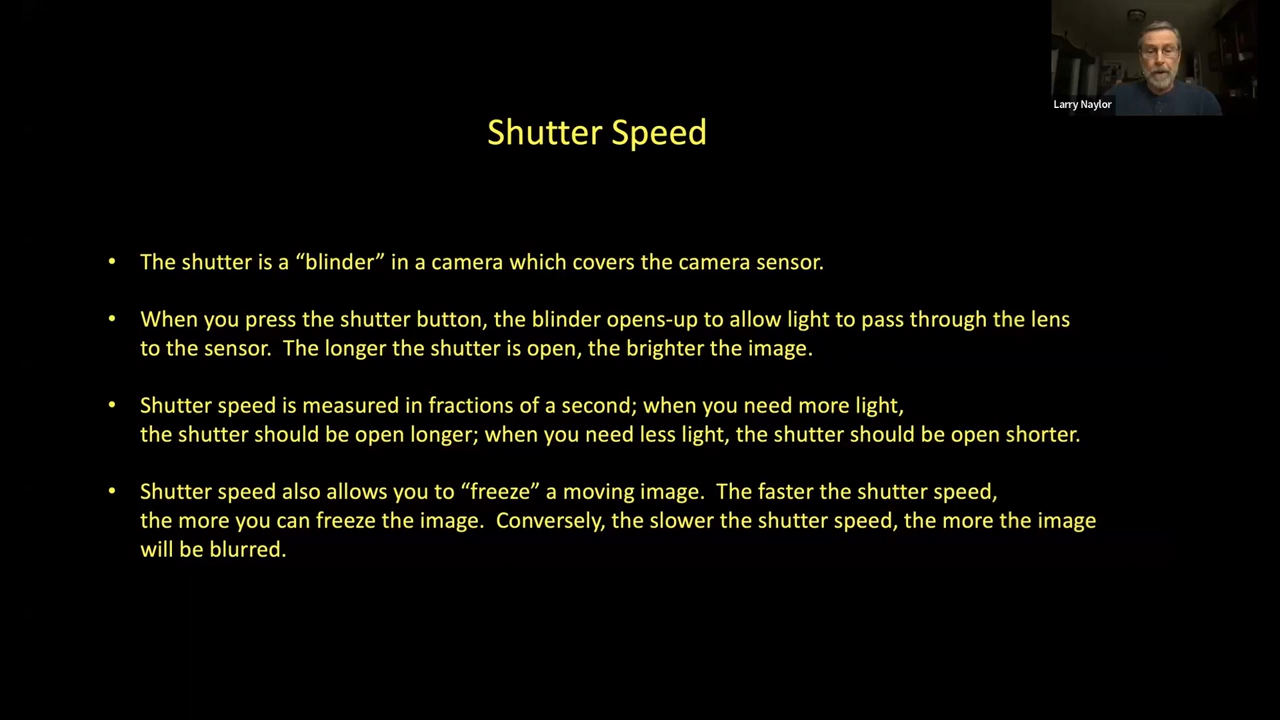 Larry Naylor
Shutter Speed
• The shutter is a “blinder” in a camera which covers the camera sensor.
• When you press the shutter button, the blinder opens-up to allow light to pass through the lens
to the sensor.  The longer the shutter is open, the brighter the image.
• Shutter speed is measured in fractions of a second; when you need more light,
the shutter should be open longer; when you need less light, the shutter should be open shorter.
• Shutter speed also allows you to “freeze” a moving image.  The faster the shutter speed,
the more you can freeze the image.  Conversely, the slower the shutter speed, the more the image
will be blurred.